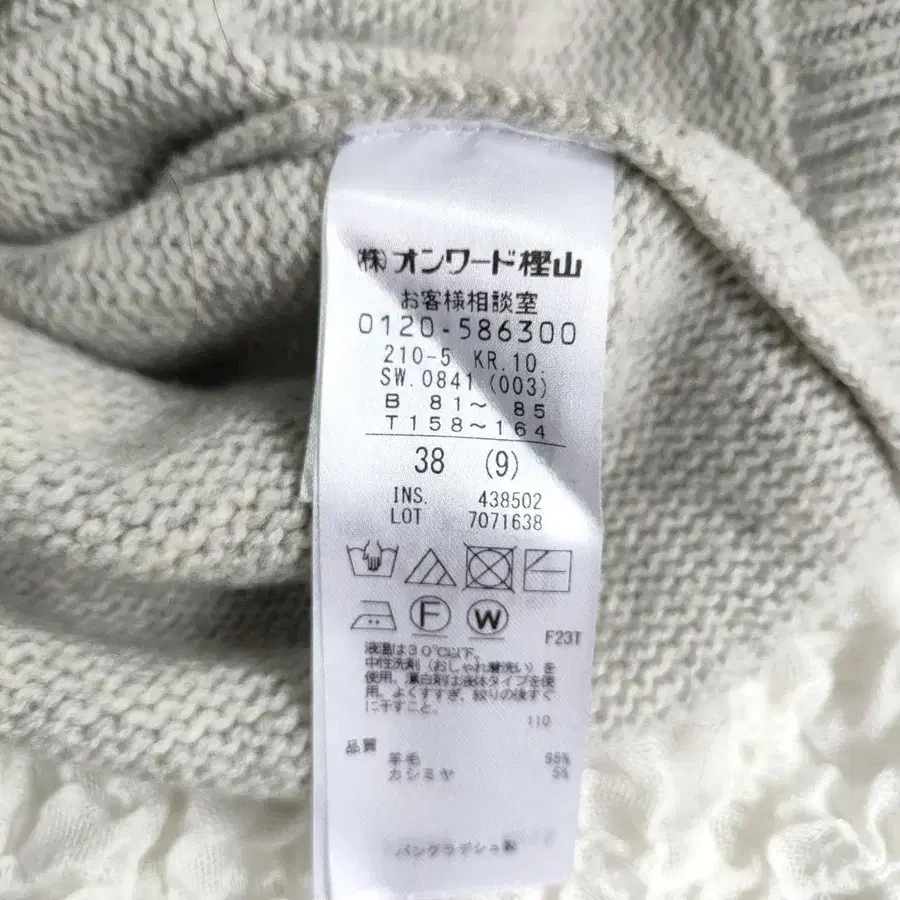 ㈱オンワード樫山
お客様相談室
0120-586300
210-5 KR.10.
SW.0841 (003)
B 81～ 85
T158～164
38 (9)
INS. 438502
LOT 7071638
F W
F23T
液温は30℃以下。
中性洗剤（おしゃれ着洗い）を
使用。漂白剤は液体タイプを使
用。よくすすぎ、絞りの後すぐ
に干すこと。
110
品質
羊毛 95%
カシミヤ 5%
バングラデシュ製